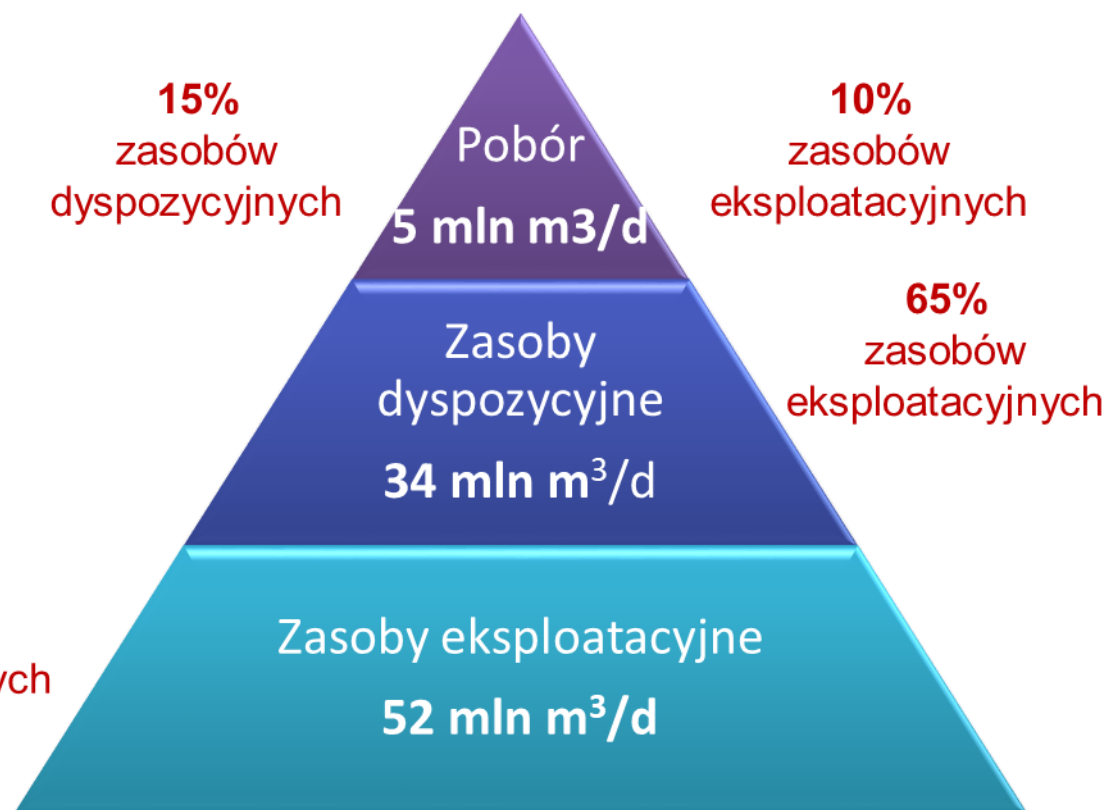 15%
zasobów
dyspozycyjnych
Pobór
5 mln m3/d
10%
zasobów
eksploatacyjnych
65%
zasobów
eksploatacyjnych
Zasoby
dyspozycyjne
34 mln m³/d
Zasoby eksploatacyjne
52 mln m³/d
ych